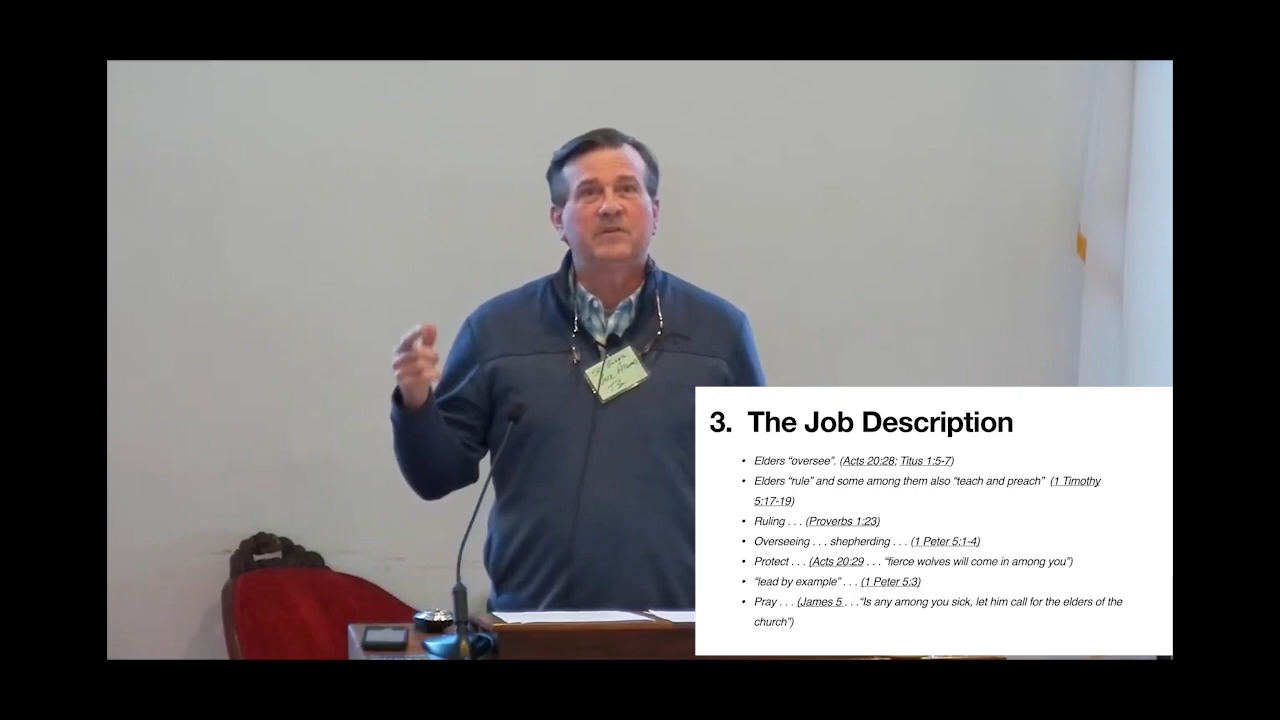 3. The Job Description
• Elders “oversee”. (Acts 20:28; Titus 1:5-7)
• Elders “rule” and some among them also “teach and preach” (1 Timothy
5:17-19)
• Ruling . . . (Proverbs 1:23)
• Overseeing . . . shepherding . . . (1 Peter 5:1-4)
• Protect . . . (Acts 20:29 . . . “fierce wolves will come in among you”)
• “lead by example” . . . (1 Peter 5:3)
• Pray . . . (James 5 . . .“Is any among you sick, let him call for the elders of the
church”)